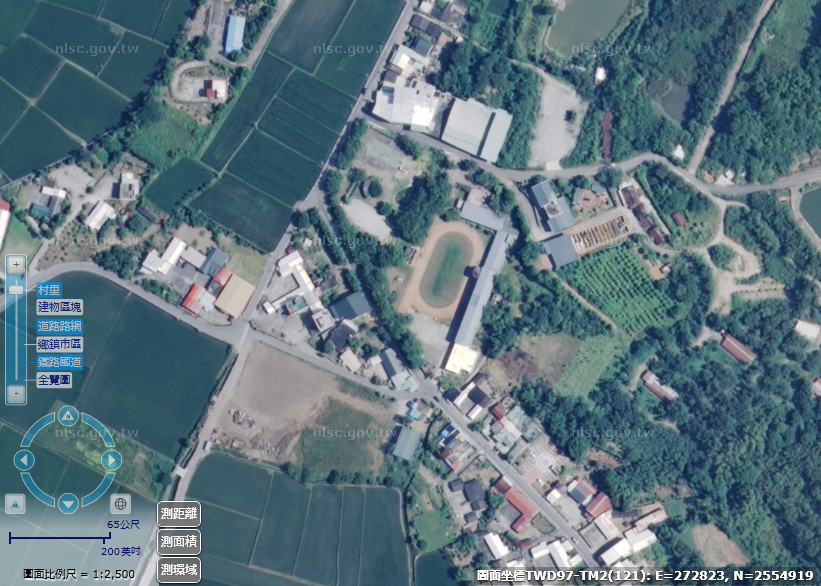 nlsc.gov.tw
nlsc.gov.tw
nlsc.gov.tw
+
村里
建物區塊
道路路網
鄉鎮市區
鐵路國道
全覽圖
-
nlsc.gov.tw
nlsc.gov.tw
nlsc.gov.tw
nlsc.gov.tw
nlsc.gov.tw
nlsc.gov.tw
65公尺
200英呎
測距離
測面積
測環域
圖面比例尺 = 1:2,500
圖面坐標TWD97-TM2(121): E=272823, N=2554919